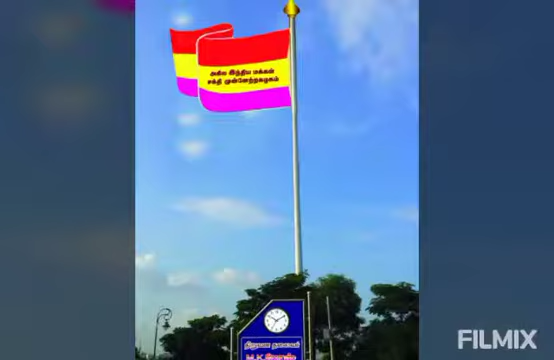 அகில இந்திய மக்கள்
சக்தி முன்னேற்றகழகம்
நிறுவன தலைவர்
FILMIX